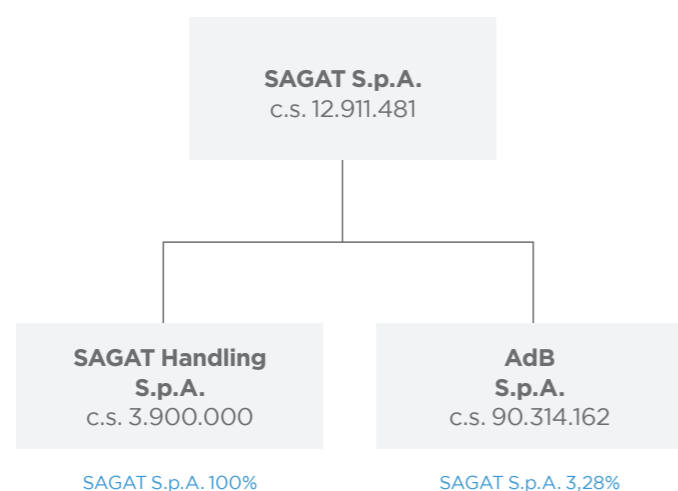 SAGAT S.p.A.
c.s. 12.911.481
SAGAT Handling
S.p.A.
c.s. 3.900.000
SAGAT S.p.A. 100%
AdB
S.p.A.
c.s. 90.314.162
SAGAT S.p.A. 3,28%